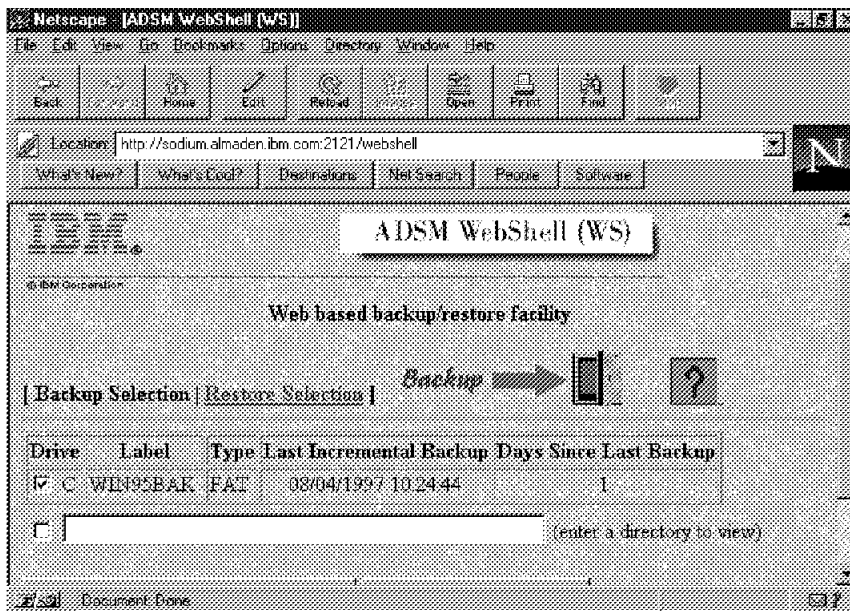 Netscape - [ADSM WebShell (WS)]
File Edit View Go Bookmarks Options Directory Window Help
Back Forward Home Edit Reload Images Open Print Find Stop
Location: http://sodium.almaden.ibm.com:2121/webshell
What's New? What's Cool? Destinations Net Search People Software
N
IBM®
ADSM WebShell (WS)
© IBM Corporation
Web based backup/restore facility
[ Backup Selection | Restore Selection ]
Backup
?
Drive Label Type Last Incremental Backup Days Since Last Backup
C WIN95BAK FAT 08/04/1997 10:24:44 1
(enter a directory to view)
Document: Done